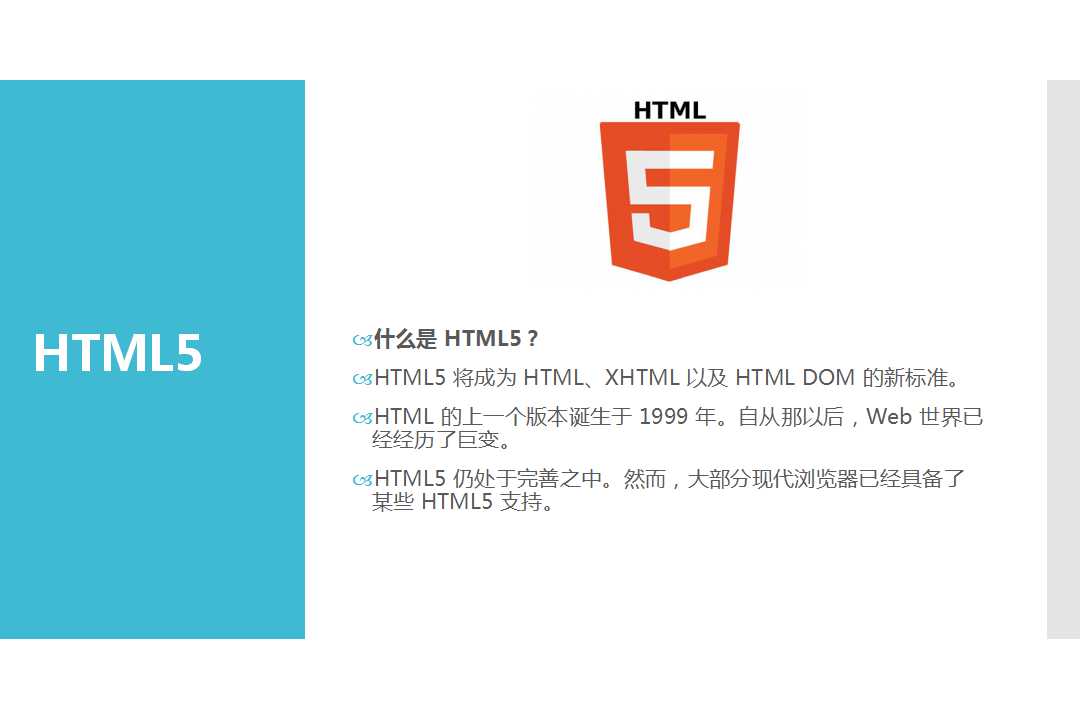 HTML
5
HTML5
什么是 HTML5？
HTML5 将成为 HTML、XHTML 以及 HTML DOM 的新标准。
HTML 的上一个版本诞生于 1999 年。自从那以后，Web 世界已
经经历了巨变。
HTML5 仍处于完善之中。然而，大部分现代浏览器已经具备了
某些 HTML5 支持。